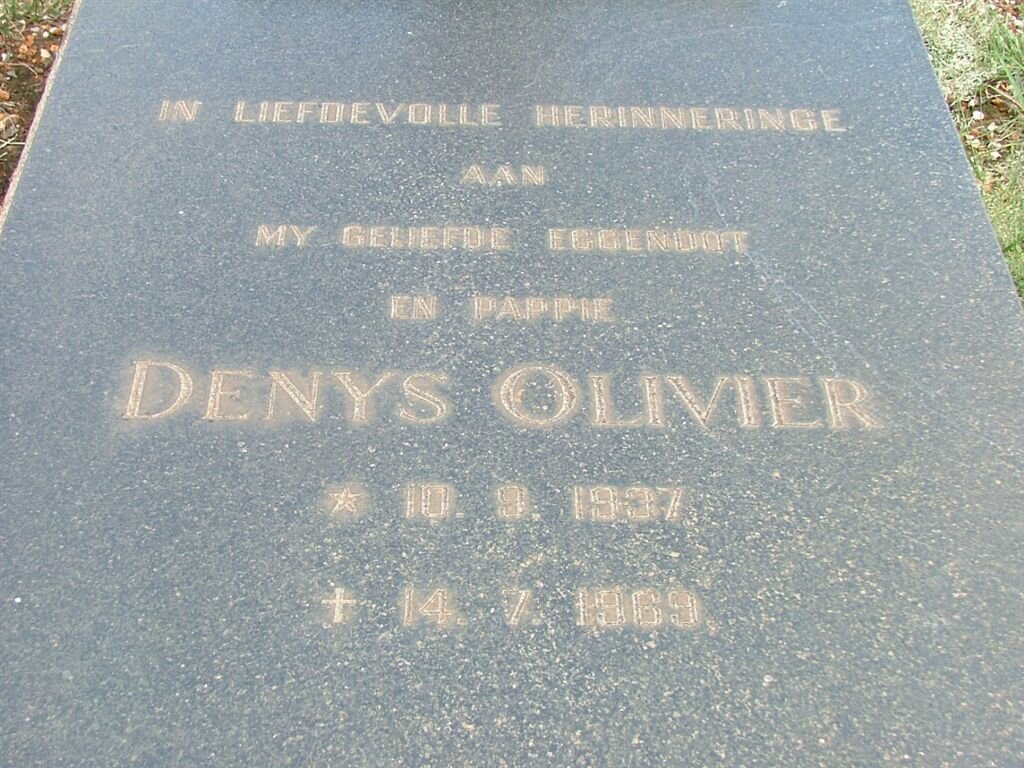 IN LIEFDEVOLLE HERINNERINGE
AAN
MY GELIEFDE EGGENOOT
EN PAPPIE
DENYS OLIVIER
★ 10. 9. 1937
✝ 14. 7. 1969.